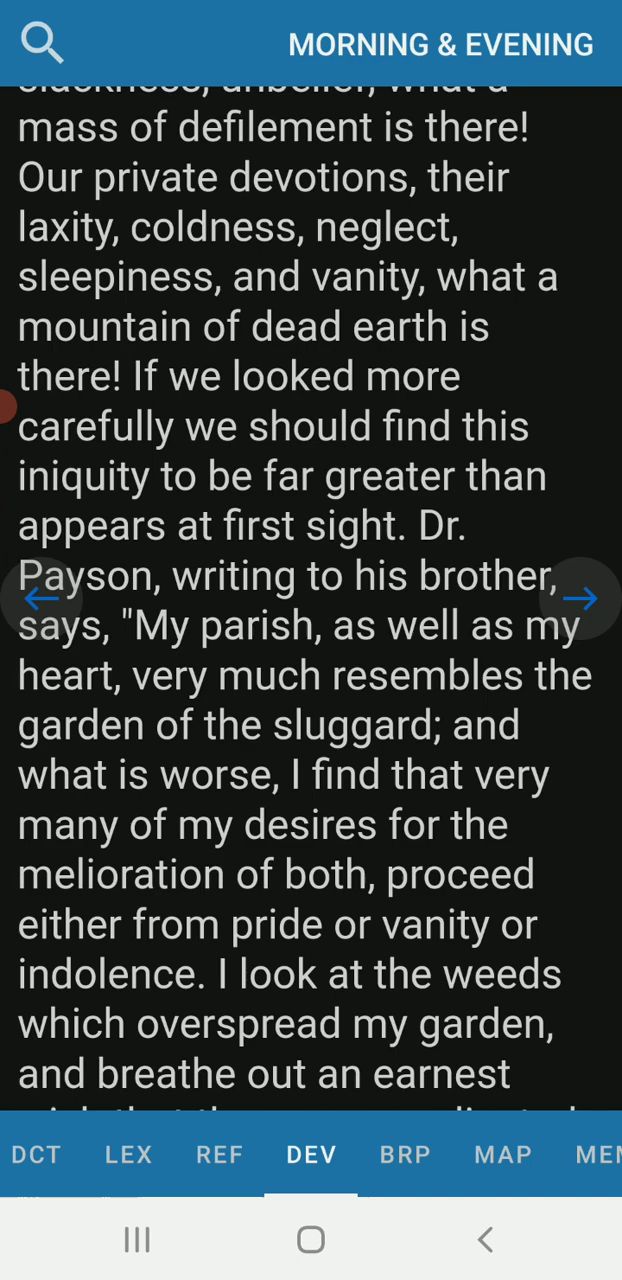 MORNING & EVENING
mass of defilement is there!
Our private devotions, their
laxity, coldness, neglect,
sleepiness, and vanity, what a
mountain of dead earth is
there! If we looked more
carefully we should find this
iniquity to be far greater than
appears at first sight. Dr.
Payson, writing to his brother,
says, "My parish, as well as my
heart, very much resembles the
garden of the sluggard; and
what is worse, I find that very
many of my desires for the
melioration of both, proceed
either from pride or vanity or
indolence. I look at the weeds
which overspread my garden,
and breathe out an earnest
DCT LEX REF DEV BRP MAP